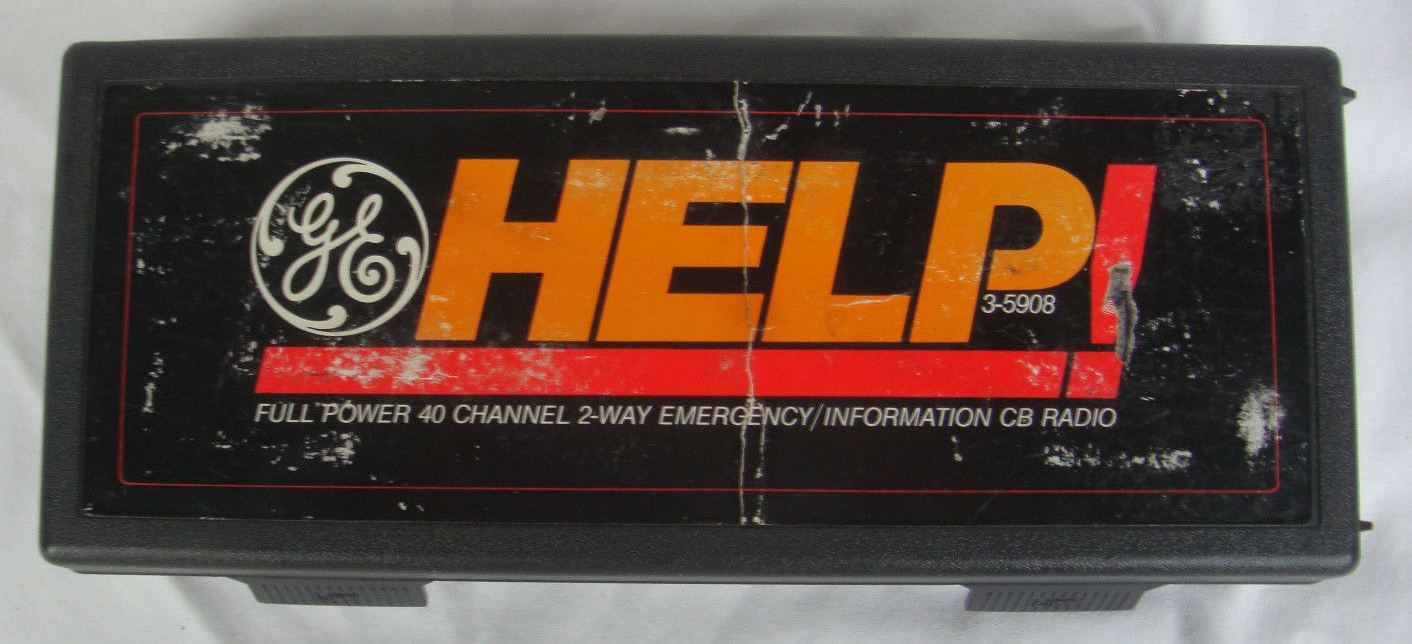 GE HELP!
3-5908
FULL POWER 40 CHANNEL 2-WAY EMERGENCY/INFORMATION CB RADIO